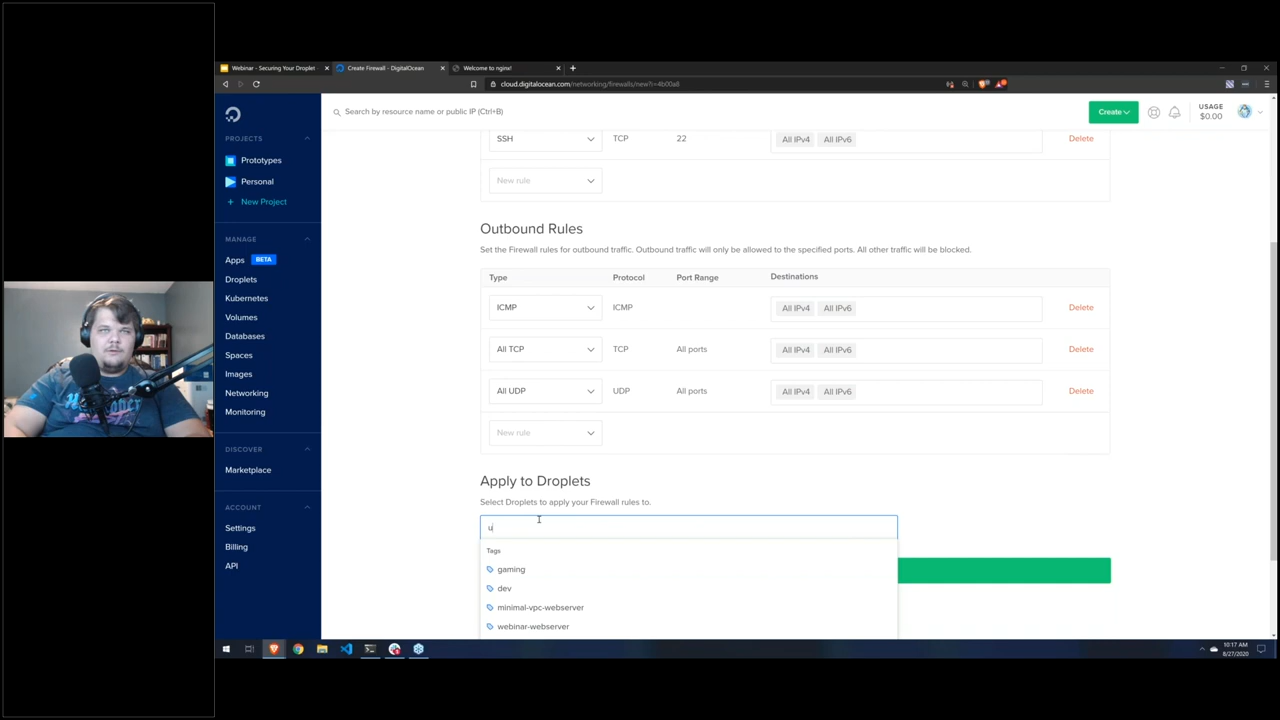 Webinar - Securing Your Droplet
Create Firewall - DigitalOcean
Welcome to nginx!
cloud.digitalocean.com/networking/firewalls/new?i=4b00a8
Search by resource name or public IP (Ctrl+B)
Create
USAGE
$0.00
PROJECTS
Prototypes
Personal
+ New Project
MANAGE
Apps BETA
Droplets
Kubernetes
Volumes
Databases
Spaces
Images
Networking
Monitoring
DISCOVER
Marketplace
ACCOUNT
Settings
Billing
API
SSH TCP 22 All IPv4 All IPv6 Delete
New rule
Outbound Rules
Set the Firewall rules for outbound traffic. Outbound traffic will only be allowed to the specified ports. All other traffic will be blocked.
Type Protocol Port Range Destinations
ICMP ICMP All IPv4 All IPv6 Delete
All TCP TCP All ports All IPv4 All IPv6 Delete
All UDP UDP All ports All IPv4 All IPv6 Delete
New rule
Apply to Droplets
Select Droplets to apply your Firewall rules to.
u
Tags
gaming
dev
minimal-vpc-webserver
webinar-webserver
10:17 AM
8/27/2020